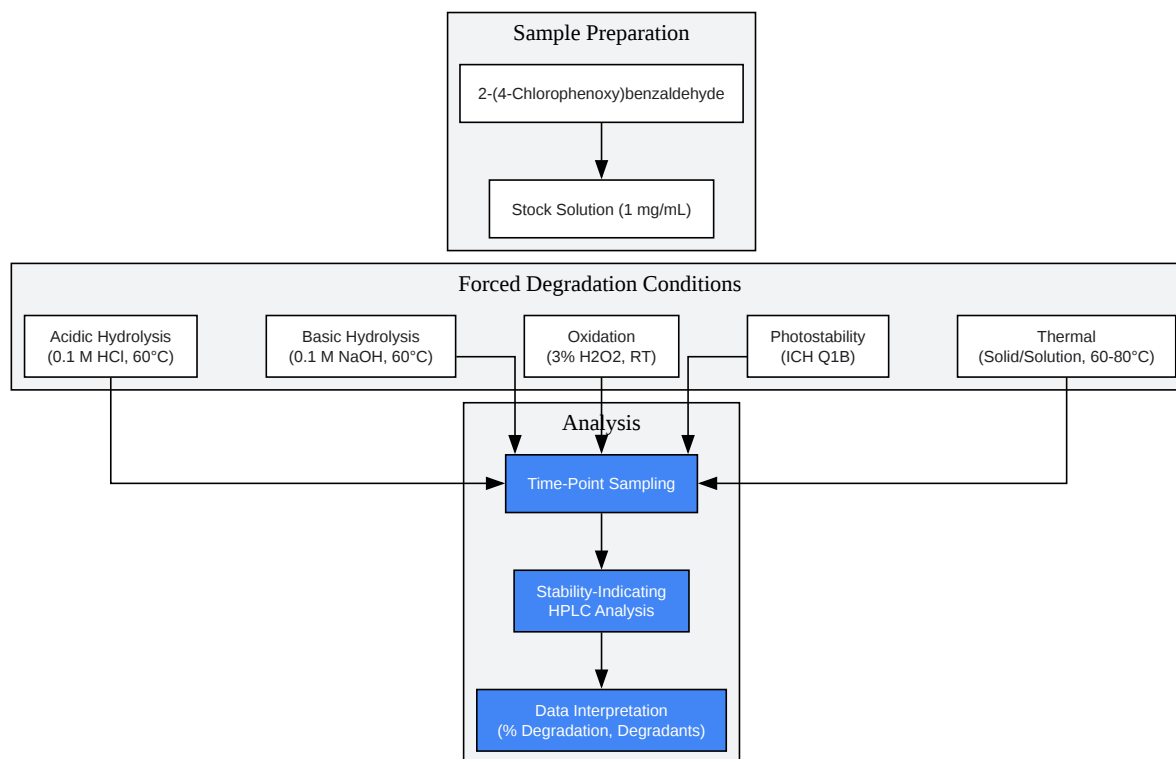 Sample Preparation
2-(4-Chlorophenoxy)benzaldehyde
Stock Solution (1 mg/mL)
Forced Degradation Conditions
Acidic Hydrolysis
(0.1 M HCl, 60°C)
Basic Hydrolysis
(0.1 M NaOH, 60°C)
Oxidation
(3% H2O2, RT)
Photostability
(ICH Q1B)
Thermal
(Solid/Solution, 60-80°C)
Analysis
Time-Point Sampling
Stability-Indicating
HPLC Analysis
Data Interpretation
(% Degradation, Degradants)